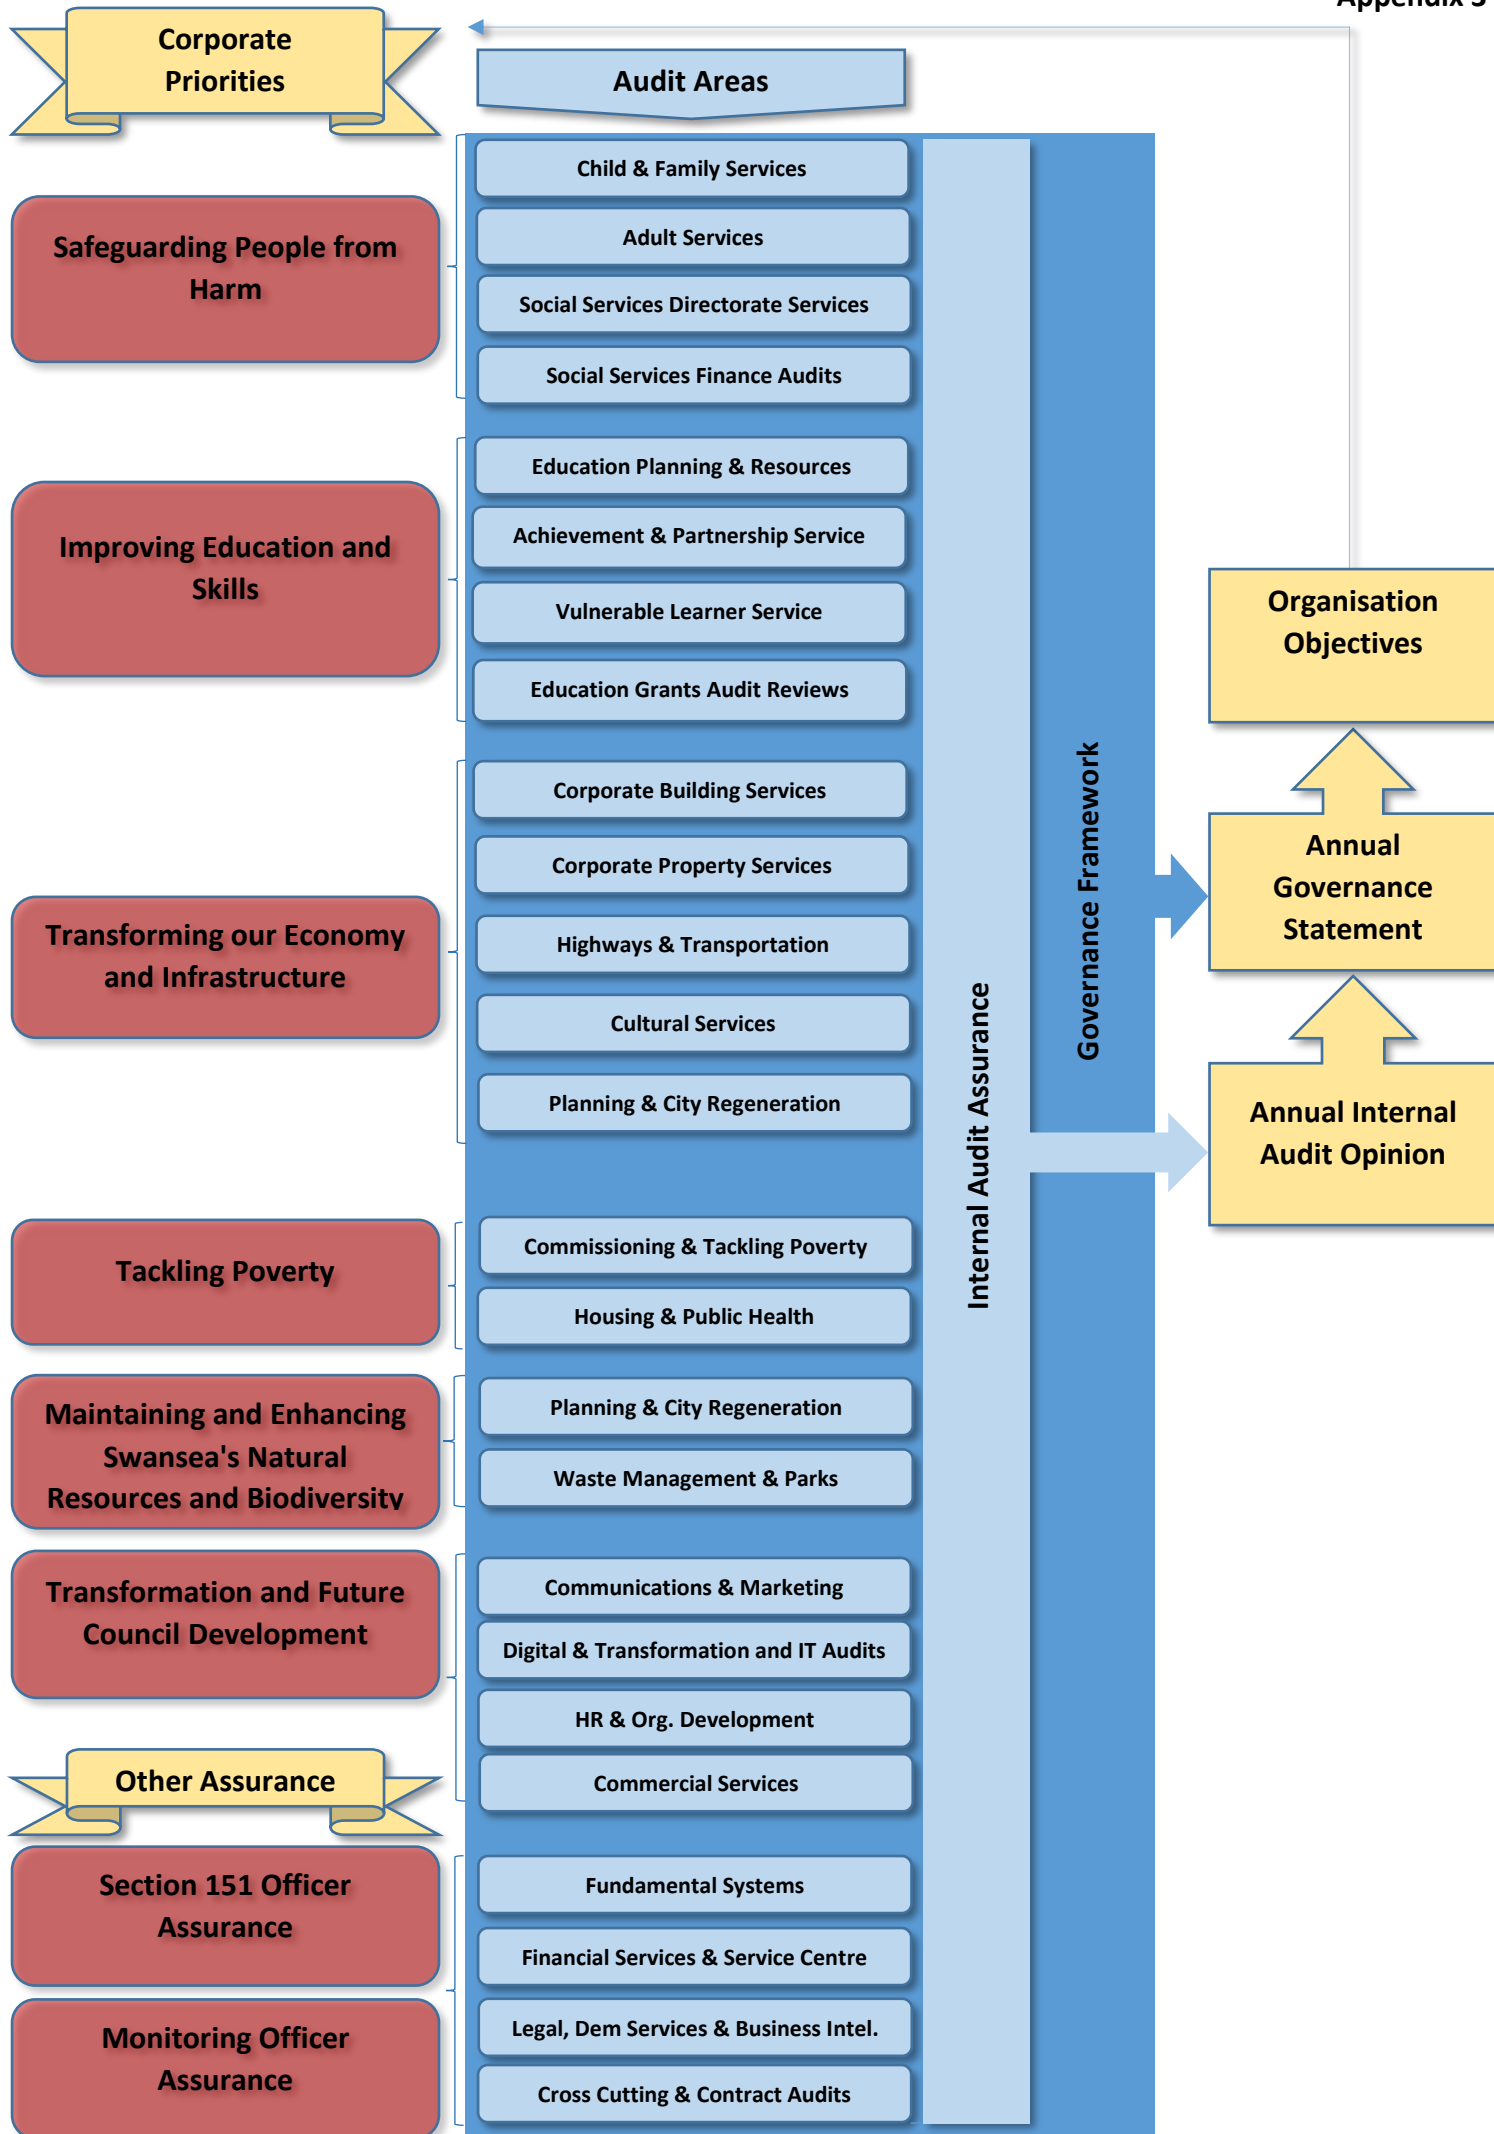 Appendix 3
Corporate
Priorities
Audit Areas
Safeguarding People from
Harm
Child & Family Services
Adult Services
Social Services Directorate Services
Social Services Finance Audits
Improving Education and
Skills
Education Planning & Resources
Achievement & Partnership Service
Vulnerable Learner Service
Education Grants Audit Reviews
Transforming our Economy
and Infrastructure
Corporate Building Services
Corporate Property Services
Highways & Transportation
Cultural Services
Planning & City Regeneration
Tackling Poverty
Commissioning & Tackling Poverty
Housing & Public Health
Maintaining and Enhancing
Swansea's Natural
Resources and Biodiversity
Planning & City Regeneration
Waste Management & Parks
Transformation and Future
Council Development
Communications & Marketing
Digital & Transformation and IT Audits
HR & Org. Development
Commercial Services
Other Assurance
Section 151 Officer
Assurance
Monitoring Officer
Assurance
Fundamental Systems
Financial Services & Service Centre
Legal, Dem Services & Business Intel.
Cross Cutting & Contract Audits
Internal Audit Assurance
Governance Framework
Organisation
Objectives
Annual
Governance
Statement
Annual Internal
Audit Opinion